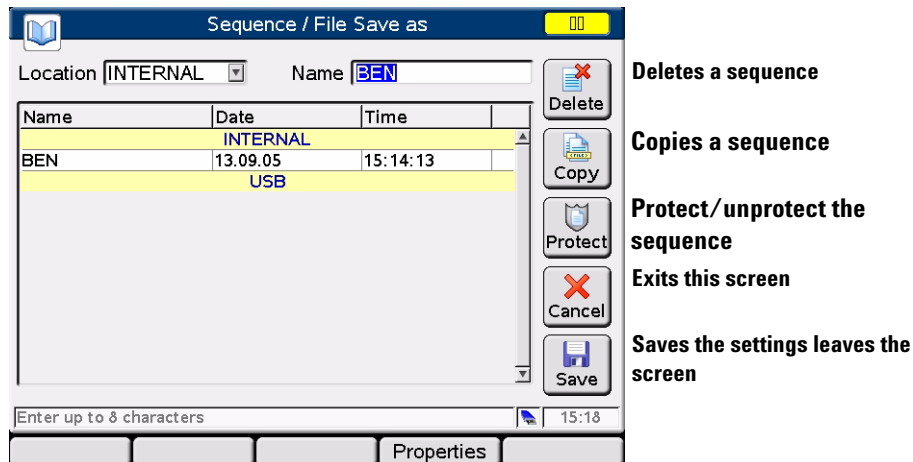 Sequence / File Save as
Location INTERNAL Name BEN
Name Date Time
INTERNAL
BEN 13.09.05 15:14:13
USB
Delete
Deletes a sequence
Copy
Copies a sequence
Protect
Protect/unprotect the
sequence
Cancel
Exits this screen
Save
Saves the settings leaves the
screen
Enter up to 8 characters 15:18
Properties